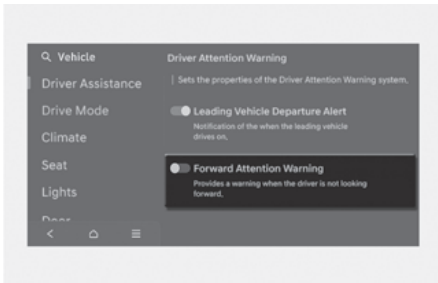 Vehicle
Driver Assistance
Drive Mode
Climate
Seat
Lights
Door
Driver Attention Warning
Sets the properties of the Driver Attention Warning system.
Leading Vehicle Departure Alert
Notification of the when the leading vehicle
drives on.
Forward Attention Warning
Provides a warning when the driver is not looking
forward.